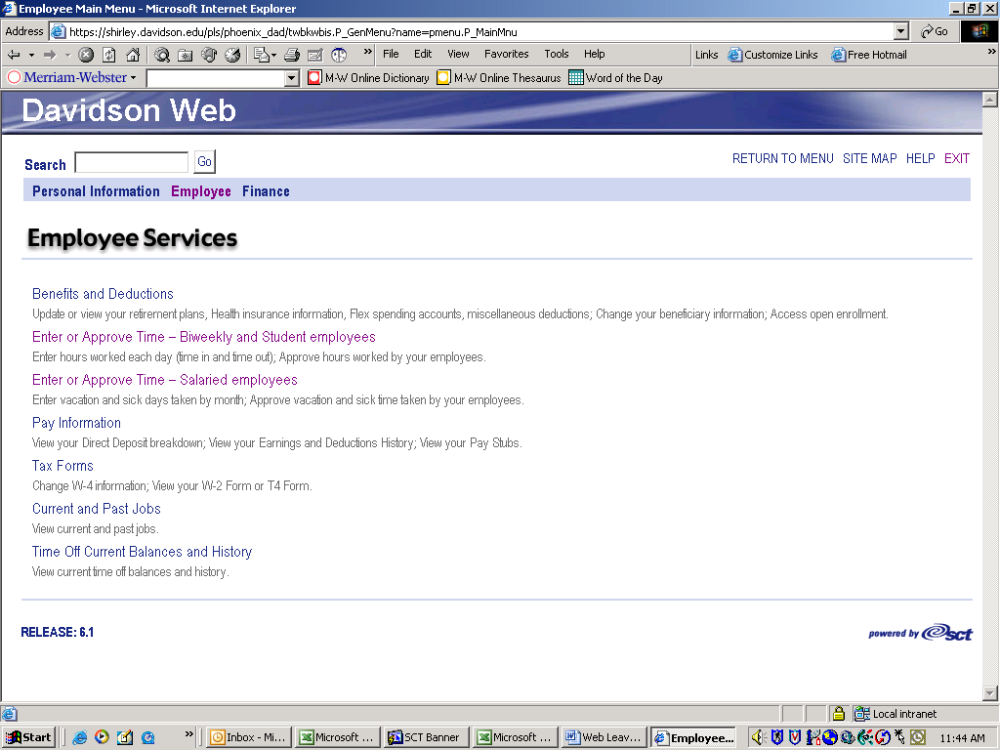 Employee Main Menu - Microsoft Internet Explorer
Address https://shirley.davidson.edu/pls/phoenix_dad/twbkwbis.P_GenMenu?name=pmenu.P_MainMnu Go
File Edit View Favorites Tools Help » Links Customize Links Free Hotmail »
Merriam-Webster M-W Online Dictionary M-W Online Thesaurus Word of the Day
Davidson Web
Search Go RETURN TO MENU SITE MAP HELP EXIT
Personal Information Employee Finance
Employee Services
Benefits and Deductions
Update or view your retirement plans, Health insurance information, Flex spending accounts, miscellaneous deductions; Change your beneficiary information; Access open enrollment.
Enter or Approve Time – Biweekly and Student employees
Enter hours worked each day (time in and time out); Approve hours worked by your employees.
Enter or Approve Time – Salaried employees
Enter vacation and sick days taken by month; Approve vacation and sick time taken by your employees.
Pay Information
View your Direct Deposit breakdown; View your Earnings and Deductions History; View your Pay Stubs.
Tax Forms
Change W-4 information; View your W-2 Form or T4 Form.
Current and Past Jobs
View current and past jobs.
Time Off Current Balances and History
View current time off balances and history.
RELEASE: 6.1 powered by sct
Local intranet
Start » Inbox - Mi... Microsoft ... SCT Banner Microsoft ... Web Leav... Employee... 11:44 AM